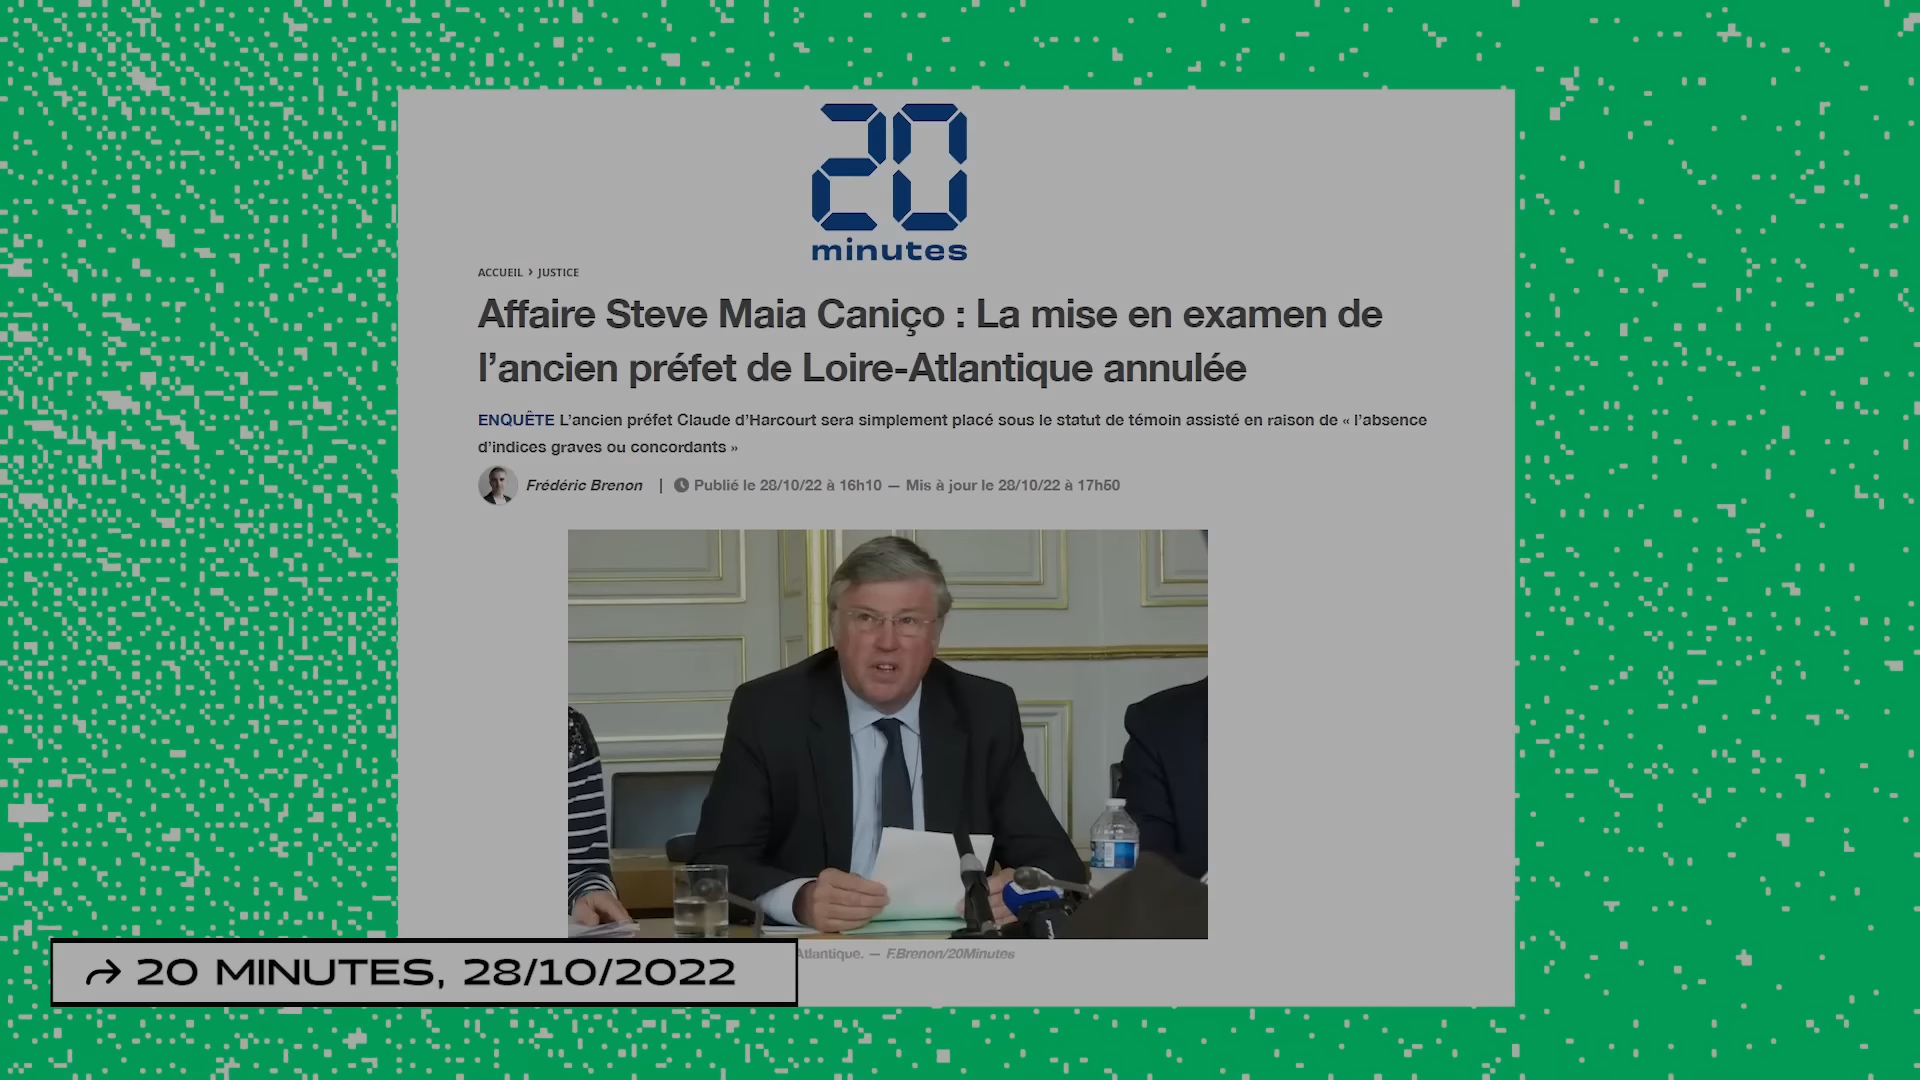 20
minutes
ACCUEIL › JUSTICE
Affaire Steve Maia Caniço : La mise en examen de
l’ancien préfet de Loire-Atlantique annulée
ENQUÊTE L’ancien préfet Claude d’Harcourt sera simplement placé sous le statut de témoin assisté en raison de « l’absence
d’indices graves ou concordants »
Frédéric Brenon | Publié le 28/10/22 à 16h10 — Mis à jour le 28/10/22 à 17h50
Atlantique. — F.Brenon/20Minutes
20 MINUTES, 28/10/2022